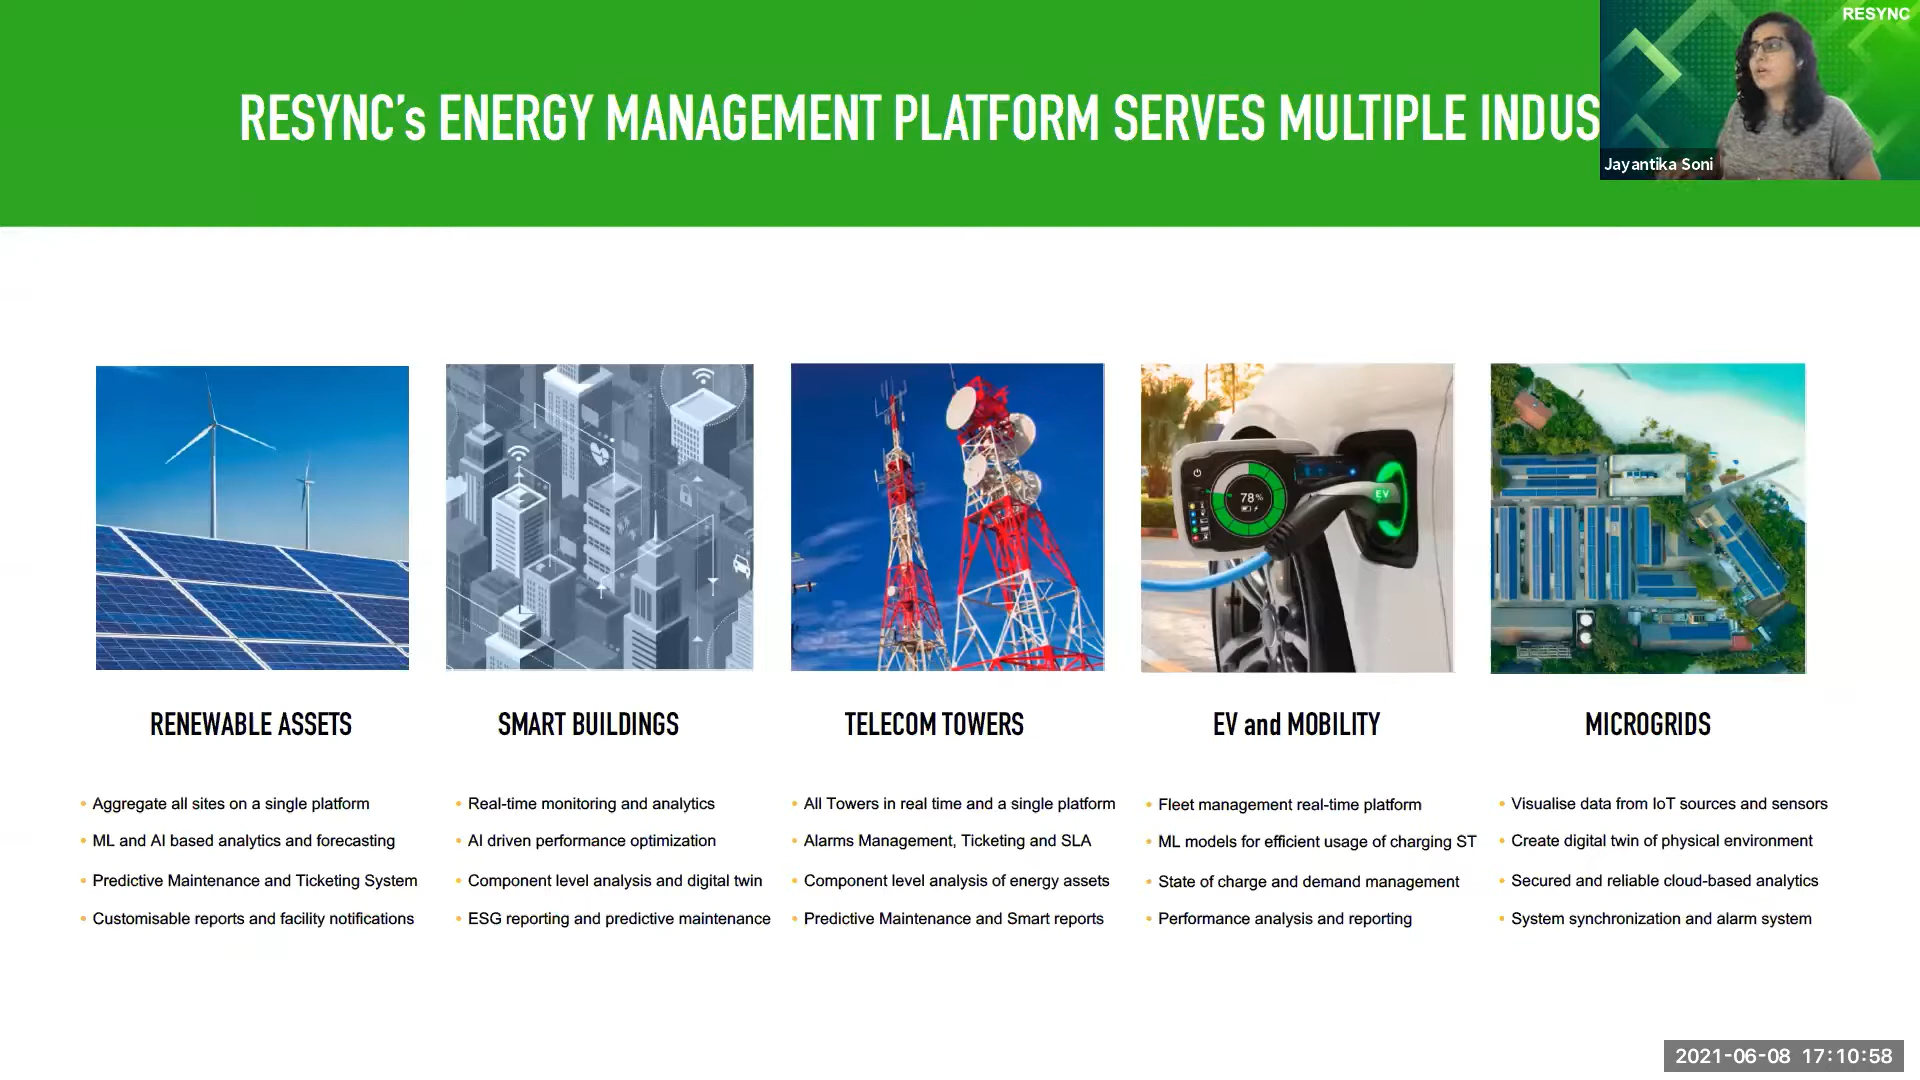 RESYNC
RESYNC's ENERGY MANAGEMENT PLATFORM SERVES MULTIPLE INDUS
Jayantika Soni
78%
EV
RENEWABLE ASSETS
• Aggregate all sites on a single platform
• ML and AI based analytics and forecasting
• Predictive Maintenance and Ticketing System
• Customisable reports and facility notifications
SMART BUILDINGS
• Real-time monitoring and analytics
• AI driven performance optimization
• Component level analysis and digital twin
• ESG reporting and predictive maintenance
TELECOM TOWERS
• All Towers in real time and a single platform
• Alarms Management, Ticketing and SLA
• Component level analysis of energy assets
• Predictive Maintenance and Smart reports
EV and MOBILITY
• Fleet management real-time platform
• ML models for efficient usage of charging ST
• State of charge and demand management
• Performance analysis and reporting
MICROGRIDS
• Visualise data from IoT sources and sensors
• Create digital twin of physical environment
• Secured and reliable cloud-based analytics
• System synchronization and alarm system
2021-06-08 17:10:58